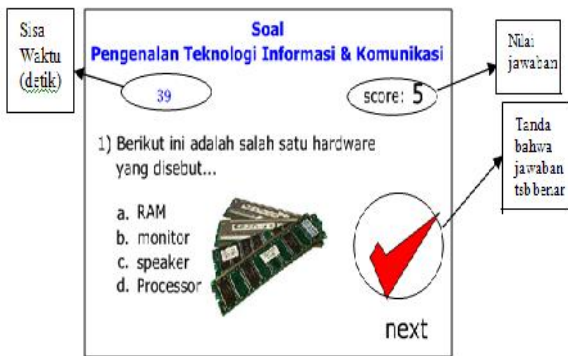 Sisa
Waktu
(detik)
Soal
Pengenalan Teknologi Informasi & Komunikasi
39
score: 5
Nilai
jawaban
Tanda
bahwa
jawaban
tsb benar
1) Berikut ini adalah salah satu hardware
yang disebut...
a. RAM
b. monitor
c. speaker
d. Processor
next